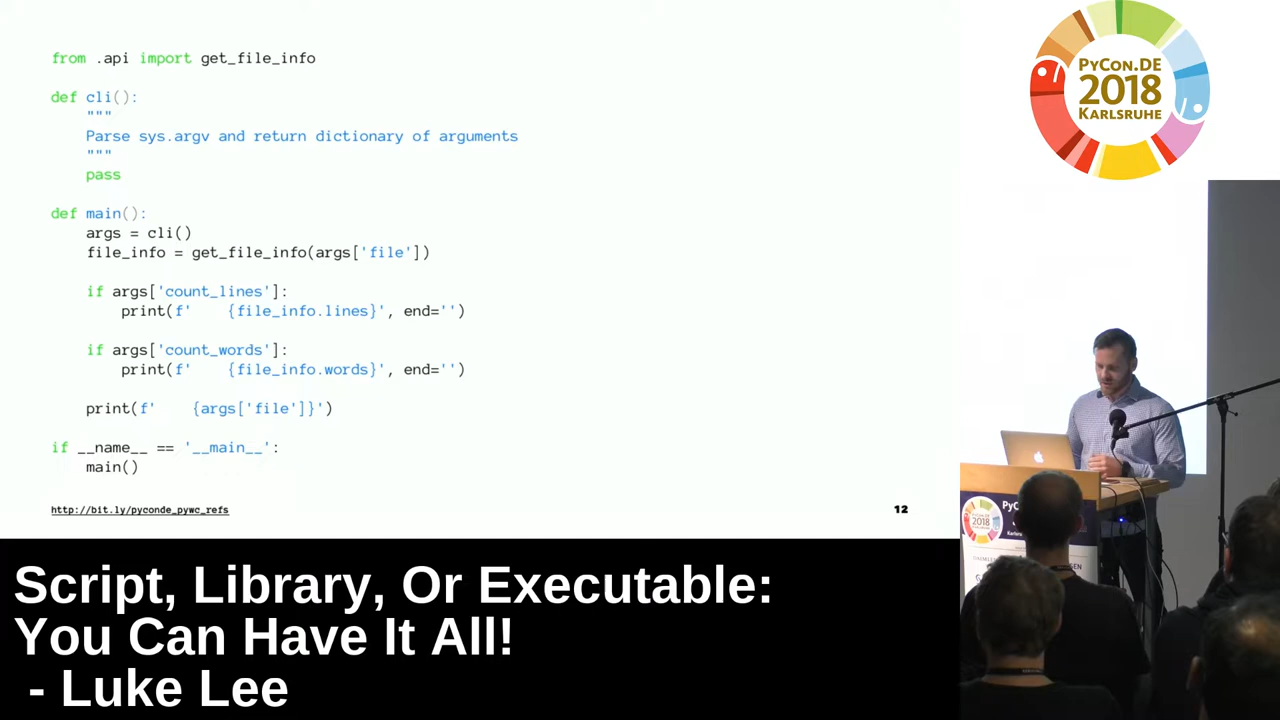 from .api import get_file_info
def cli():
    """
    Parse sys.argv and return dictionary of arguments
    """
    pass
def main():
    args = cli()
    file_info = get_file_info(args['file'])
    if args['count_lines']:
        print(f'    {file_info.lines}', end='')
    if args['count_words']:
        print(f'    {file_info.words}', end='')
    print(f'    {args['file']}')
if __name__ == '__main__':
    main()
http://bit.ly/pyconde_pywc_refs
12
PYCON.DE
2018
KARLSRUHE
2018
Script, Library, Or Executable:
You Can Have It All!
- Luke Lee